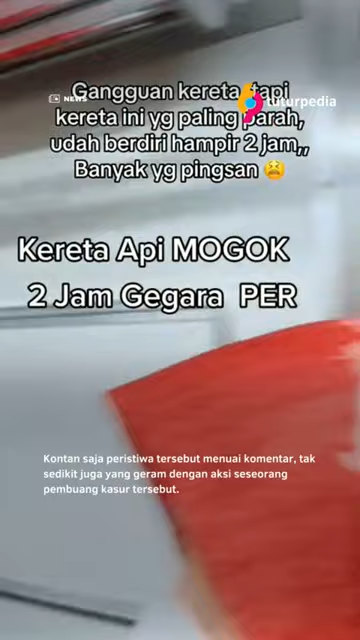 Gangguan kereta, tapi
NEWS
tuturpedia
kereta ini yg paling parah,
udah berdiri hampir 2 jam,,
Banyak yg pingsan 😫
Kereta Api MOGOK
2 Jam Gegara PER
Kontan saja peristiwa tersebut menuai komentar, tak
sedikit juga yang geram dengan aksi seseorang
pembuang kasur tersebut.